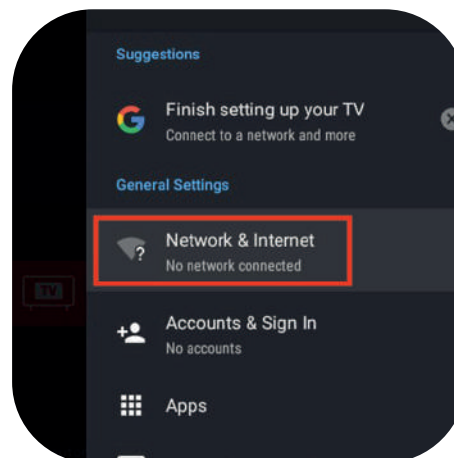 Suggestions
Finish setting up your TV
Connect to a network and more
General Settings
Network & Internet
No network connected
TV
Accounts & Sign In
No accounts
Apps